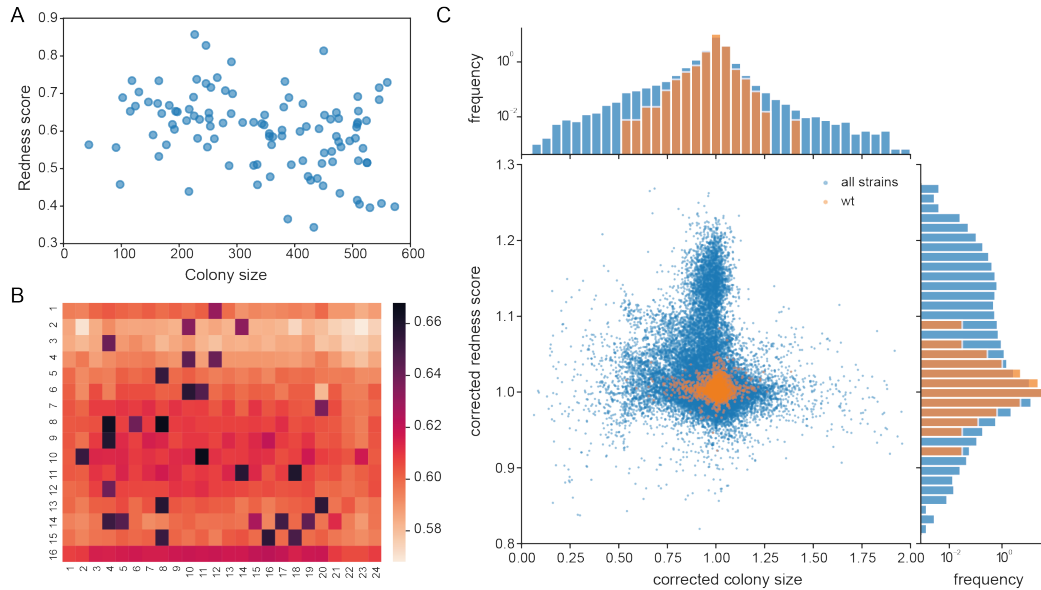 A
0.9
0.8
0.7
0.6
0.5
0.4
0.3
Redness score
0 100 200 300 400 500 600
Colony size
B
1
2
3
4
5
6
7
8
9
10
11
12
13
14
15
16
1 2 3 4 5 6 7 8 9 10 11 12 13 14 15 16 17 18 19 20 21 22 23 24
0.66
0.64
0.62
0.60
0.58
C
frequency
10⁰
10⁻²
1.3
1.2
1.1
1.0
0.9
0.8
corrected redness score
all strains
wt
0 0.25 0.50 0.75 1.00 1.25 1.50 1.75 2.00
corrected colony size
10⁻² 10⁰
frequency